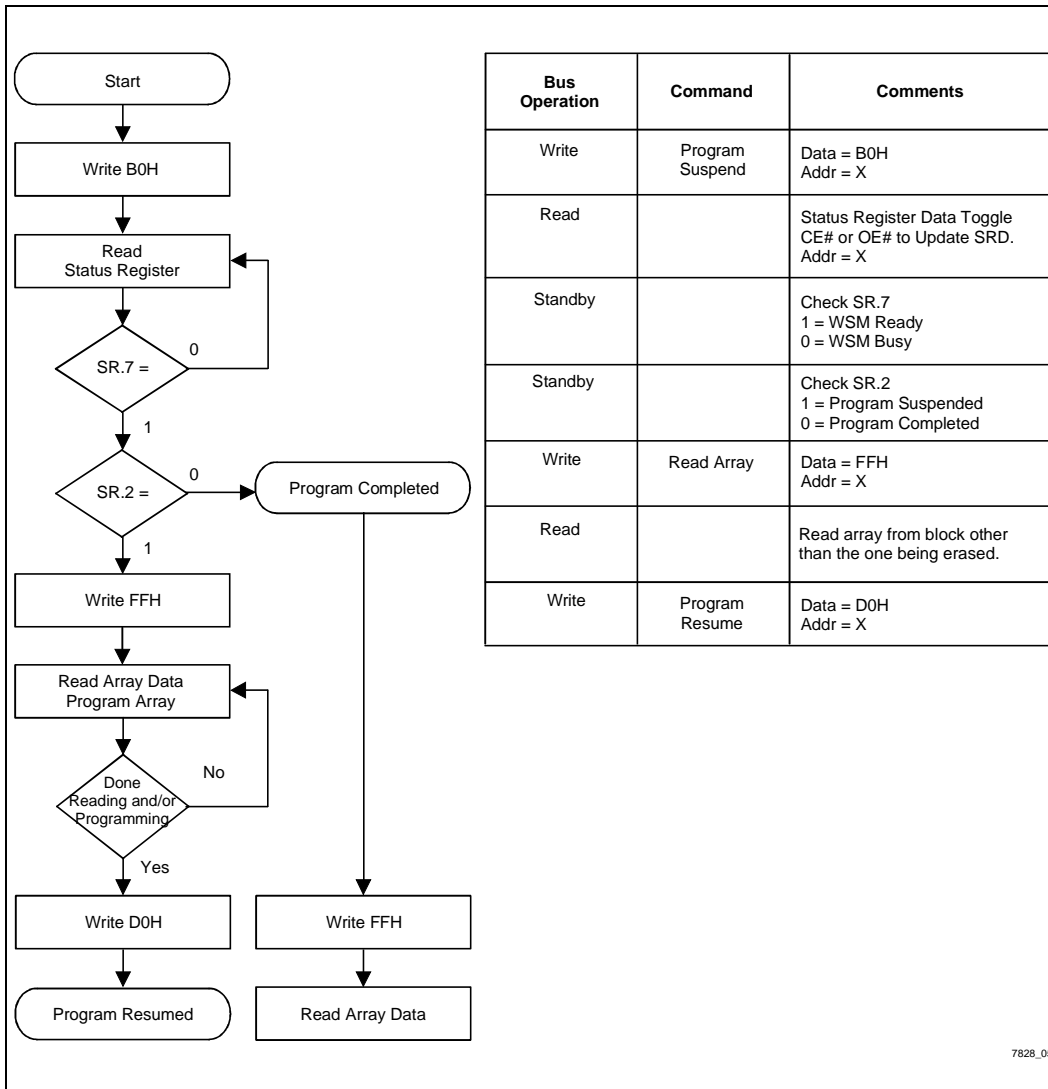 Start
Write B0H
Read
Status Register
SR.7 =
0
1
SR.2 =
0
Program Completed
1
Write FFH
Read Array Data
Program Array
Done
Reading and/or
Programming
No
Yes
Write D0H
Write FFH
Program Resumed
Read Array Data
Bus
Operation
Command
Comments
Write
Program
Suspend
Data = B0H
Addr = X
Read
Status Register Data Toggle
CE# or OE# to Update SRD.
Addr = X
Standby
Check SR.7
1 = WSM Ready
0 = WSM Busy
Standby
Check SR.2
1 = Program Suspended
0 = Program Completed
Write
Read Array
Data = FFH
Addr = X
Read
Read array from block other
than the one being erased.
Write
Program
Resume
Data = D0H
Addr = X